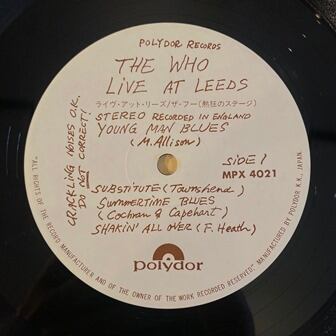 POLYDOR RECORDS
THE WHO
LiVE AT LEEDS
ライヴ・アット・リーズ/ザ・フー(熱狂のステージ)
STEREO RECORDED IN ENGLAND
YOUNG MAN BLUES
(M. Allison)
SIDE 1
MPX 4021
SUBSTITUTE (Townshend)
SUMMERTIME BLUES
(Cochran & Capehart)
SHAKIN' ALL OVER (F. Heath)
CRACKLING NOISES O.K.
DO NOT CORRECT!
polydor
"ALL RIGHTS OF THE RECORD MANUFACTURER AND OF THE OWNER OF THE WORK RECORDED RESERVED" MANUFACTURED BY POLYDOR K.K., JAPAN.